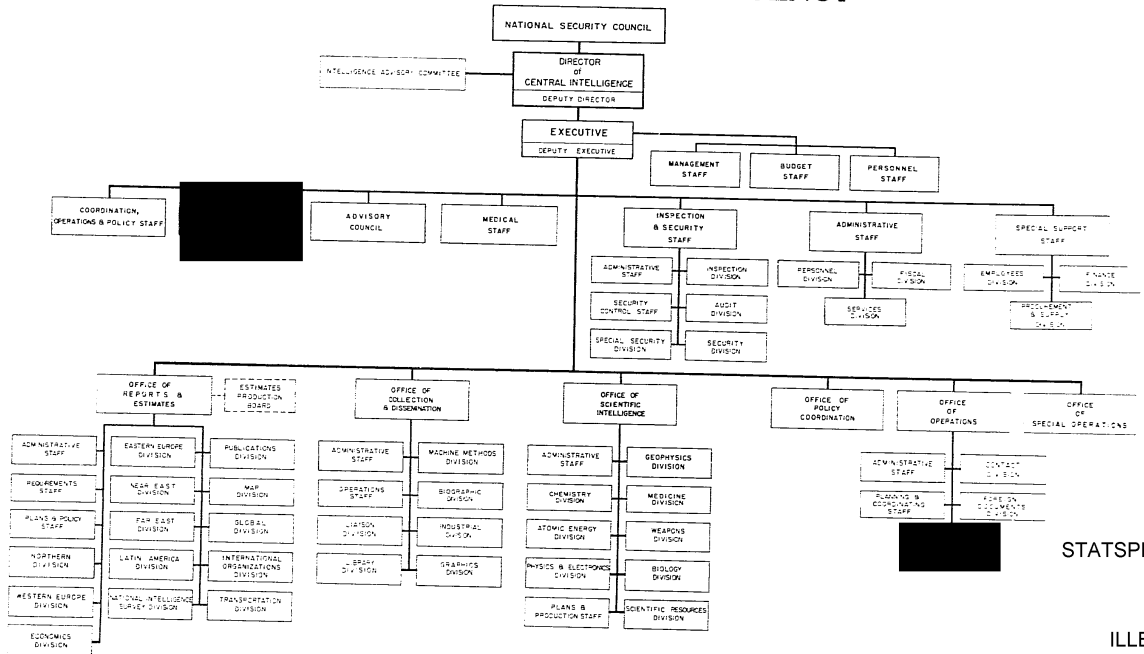 NATIONAL SECURITY COUNCIL
INTELLIGENCE ADVISORY COMMITTEE
DIRECTOR
of
CENTRAL INTELLIGENCE
DEPUTY DIRECTOR
EXECUTIVE
DEPUTY EXECUTIVE
MANAGEMENT
STAFF
BUDGET
STAFF
PERSONNEL
STAFF
COORDINATION,
OPERATIONS & POLICY STAFF
ADVISORY
COUNCIL
MEDICAL
STAFF
INSPECTION
& SECURITY
STAFF
ADMINISTRATIVE
STAFF
INSPECTION
DIVISION
SECURITY
CONTROL STAFF
AUDIT
DIVISION
SPECIAL SECURITY
DIVISION
SECURITY
DIVISION
ADMINISTRATIVE
STAFF
PERSONNEL
DIVISION
FISCAL
DIVISION
SERVICES
DIVISION
SPECIAL SUPPORT
STAFF
EMPLOYEES
DIVISION
FINANCE
DIVISION
PROCUREMENT
& SUPPLY
DIVISION
OFFICE OF
REPORTS &
ESTIMATES
ESTIMATES
PRODUCTION
BOARD
ADMINISTRATIVE
STAFF
EASTERN EUROPE
DIVISION
PUBLICATIONS
DIVISION
REQUIREMENTS
STAFF
NEAR EAST
DIVISION
MAP
DIVISION
PLANS & POLICY
STAFF
FAR EAST
DIVISION
GLOBAL
DIVISION
NORTHERN
DIVISION
LATIN AMERICA
DIVISION
INTERNATIONAL
ORGANIZATIONS
DIVISION
WESTERN EUROPE
DIVISION
NATIONAL INTELLIGENCE
SURVEY DIVISION
TRANSPORTATION
DIVISION
ECONOMICS
DIVISION
OFFICE OF
COLLECTION
& DISSEMINATION
ADMINISTRATIVE
STAFF
MACHINE METHODS
DIVISION
OPERATIONS
STAFF
BIOGRAPHIC
DIVISION
LIAISON
DIVISION
INDUSTRIAL
DIVISION
LIBRARY
DIVISION
GRAPHICS
DIVISION
OFFICE OF
SCIENTIFIC
INTELLIGENCE
ADMINISTRATIVE
STAFF
GEOPHYSICS
DIVISION
CHEMISTRY
DIVISION
MEDICINE
DIVISION
ATOMIC ENERGY
DIVISION
WEAPONS
DIVISION
PHYSICS & ELECTRONICS
DIVISION
BIOLOGY
DIVISION
PLANS &
PRODUCTION STAFF
SCIENTIFIC RESOURCES
DIVISION
OFFICE OF
POLICY
COORDINATION
OFFICE
OF
OPERATIONS
ADMINISTRATIVE
STAFF
CONTACT
DIVISION
PLANNING &
COORDINATING
STAFF
FOREIGN
DOCUMENTS
DIVISION
OFFICE
OF
SPECIAL OPERATIONS
STATSPE
ILLE